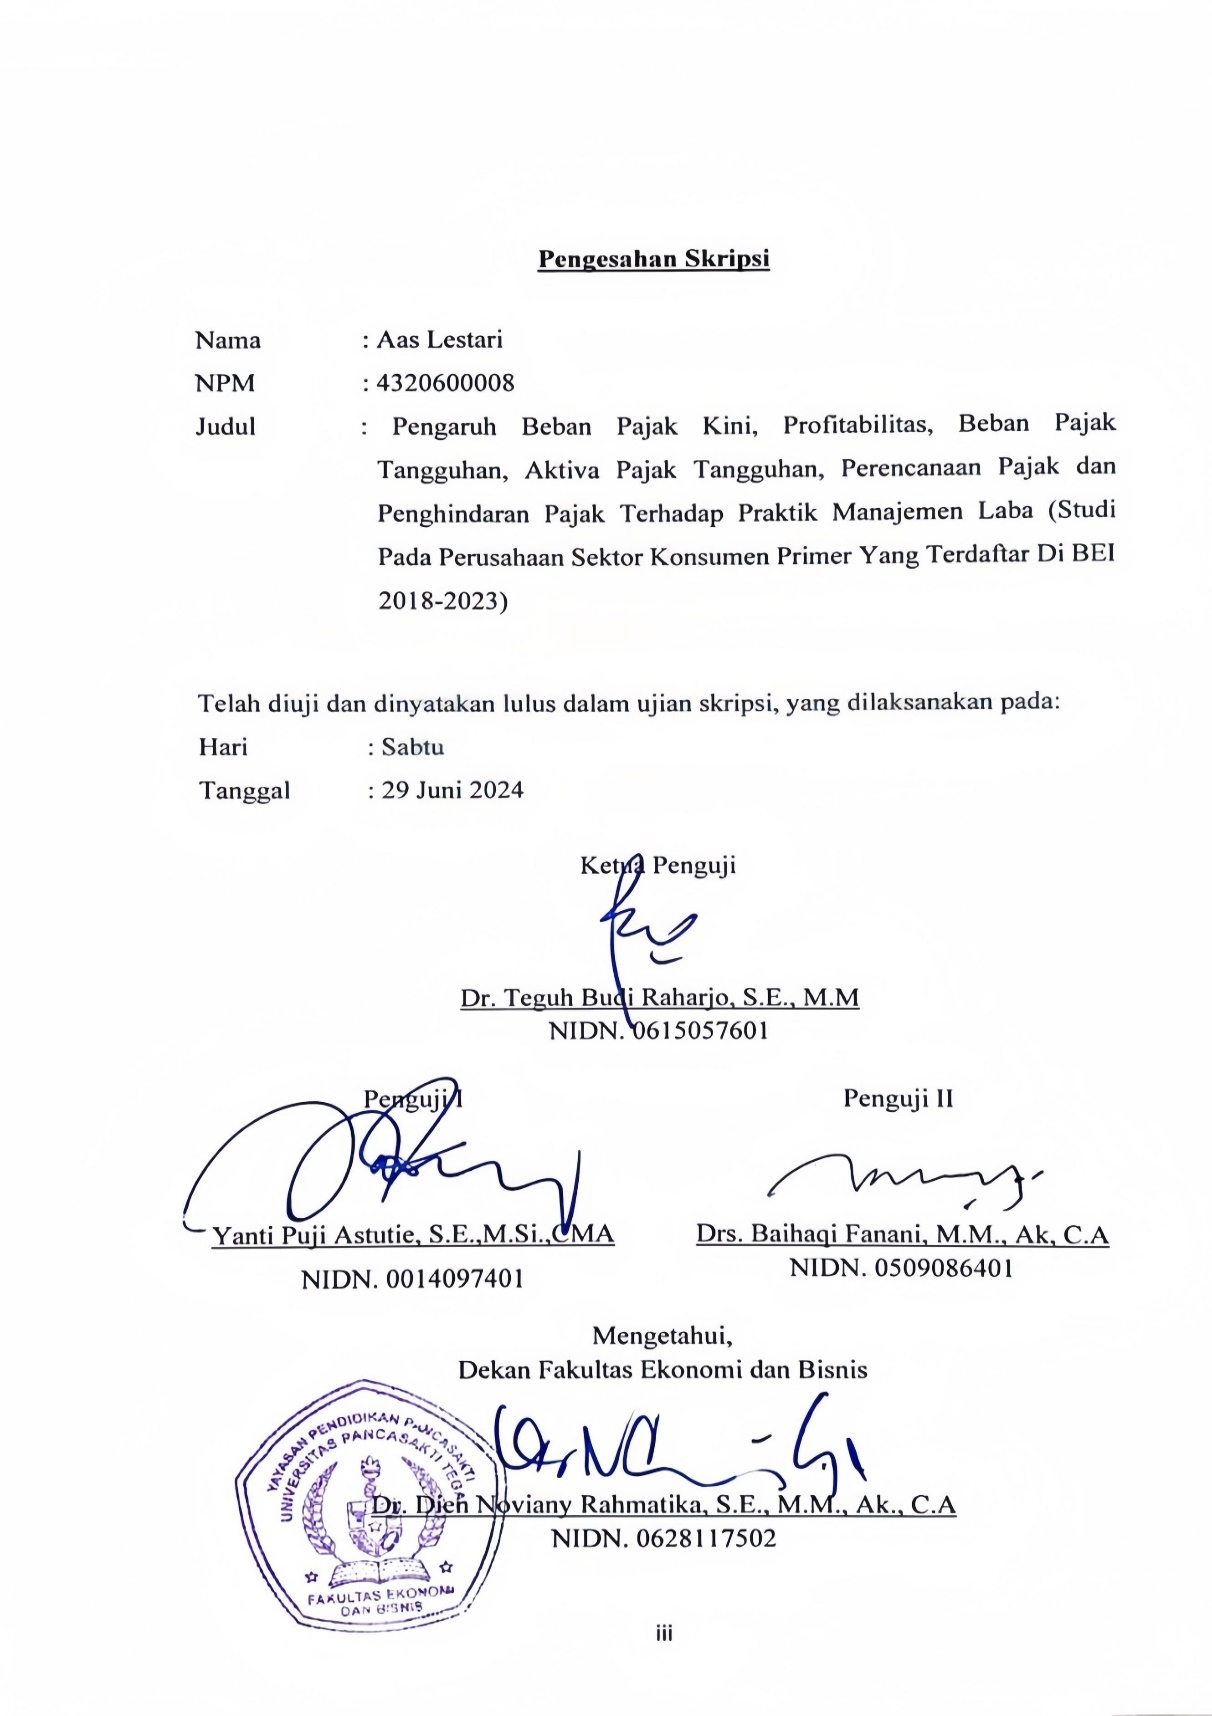 Pengesahan Skripsi
Nama : Aas Lestari
NPM : 4320600008
Judul : Pengaruh Beban Pajak Kini, Profitabilitas, Beban Pajak
Tangguhan, Aktiva Pajak Tangguhan, Perencanaan Pajak dan
Penghindaran Pajak Terhadap Praktik Manajemen Laba (Studi
Pada Perusahaan Sektor Konsumen Primer Yang Terdaftar Di BEI
2018-2023)
Telah diuji dan dinyatakan lulus dalam ujian skripsi, yang dilaksanakan pada:
Hari : Sabtu
Tanggal : 29 Juni 2024
Ketua Penguji
Dr. Teguh Budi Raharjo, S.E., M.M
NIDN. 0615057601
Penguji I
Yanti Puji Astutie, S.E.,M.Si.,CMA
NIDN. 0014097401
Penguji II
Drs. Baihaqi Fanani, M.M., Ak, C.A
NIDN. 0509086401
Mengetahui,
Dekan Fakultas Ekonomi dan Bisnis
Dr. Dien Noviany Rahmatika, S.E., M.M., Ak., C.A
NIDN. 0628117502
YAYASAN PENDIDIKAN PANCASAKTI
UNIVERSITAS PANCASAKTI TEGAL
FAKULTAS EKONOMI
DAN BISNIS
iii